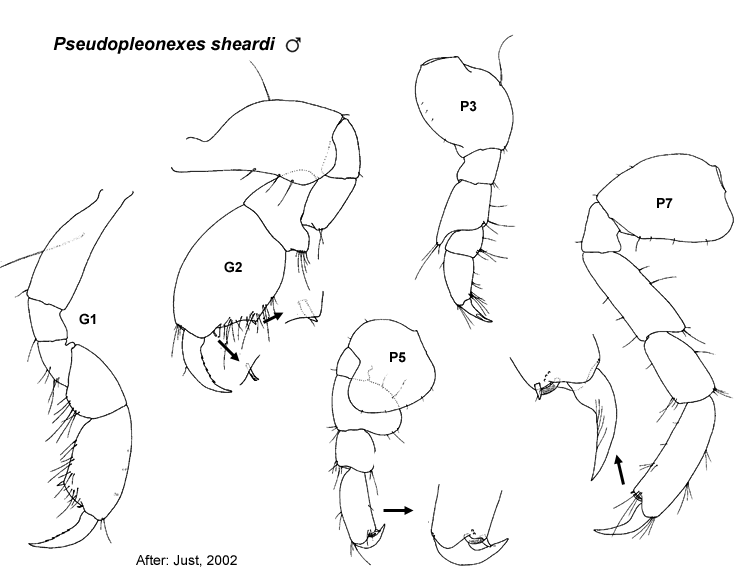 Pseudopleonexes sheardi ♂
P3
P7
G2
G1
P5
After: Just, 2002